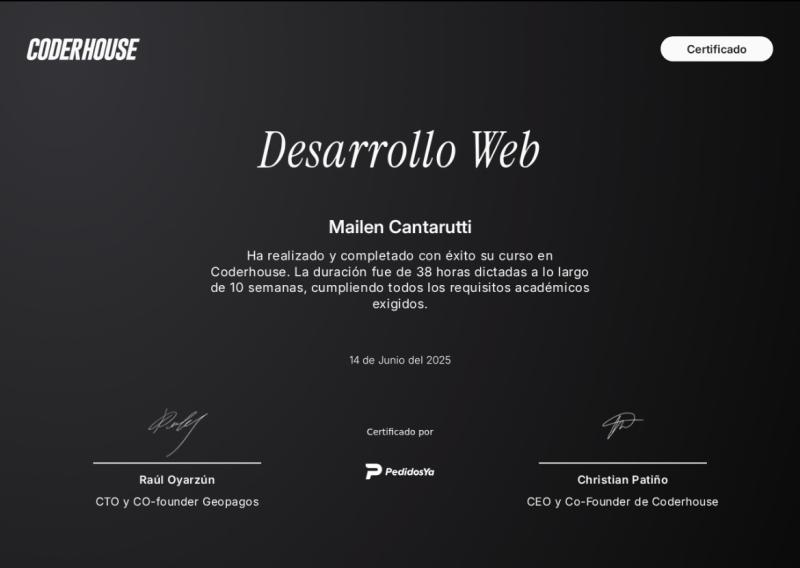 CODERHOUSE
Certificado
Desarrollo Web
Mailen Cantarutti
Ha realizado y completado con éxito su curso en
Coderhouse. La duración fue de 38 horas dictadas a lo largo
de 10 semanas, cumpliendo todos los requisitos académicos
exigidos.
14 de Junio del 2025
Certificado por
PedidosYa
Raúl Oyarzún
CTO y CO-founder Geopagos
Christian Patiño
CEO y Co-Founder de Coderhouse